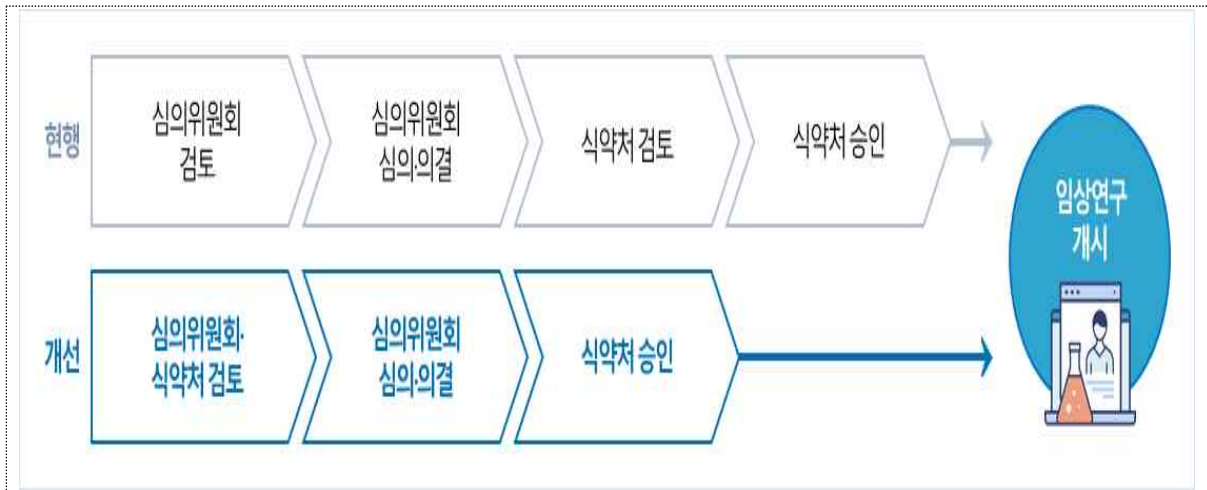 현행
심의위원회
검토
심의위원회
심의·의결
식약처 검토
식약처 승인
임상연구
개시
개선
심의위원회·
식약처 검토
심의위원회
심의·의결
식약처 승인